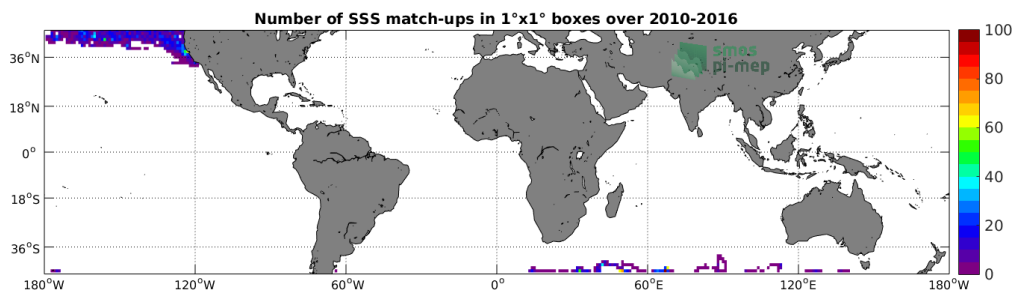 Number of SSS match-ups in 1°x1° boxes over 2010-2016
smos
pi-mep
36°N
18°N
0°
18°S
36°S
180°W 120°W 60°W 0° 60°E 120°E 180°W
100
80
60
40
20
0